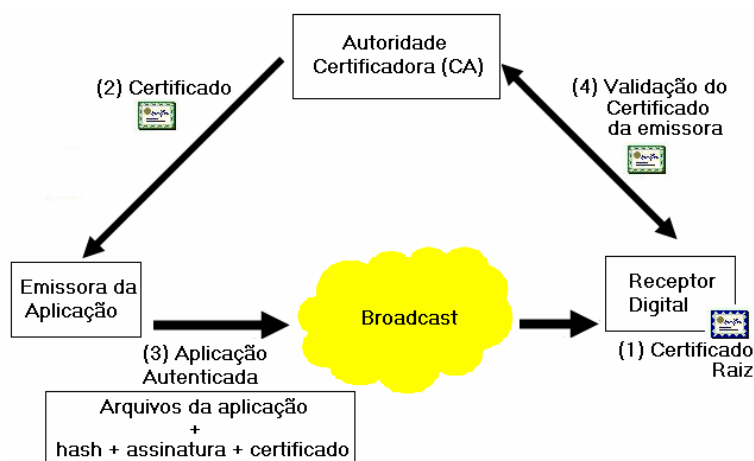 Autoridade
Certificadora (CA)
(2) Certificado
(4) Validação do
Certificado
da emissora
Emissora da
Aplicação
Broadcast
Receptor
Digital
(3) Aplicação
Autenticada
(1) Certificado
Raiz
Arquivos da aplicação
+
hash + assinatura + certificado